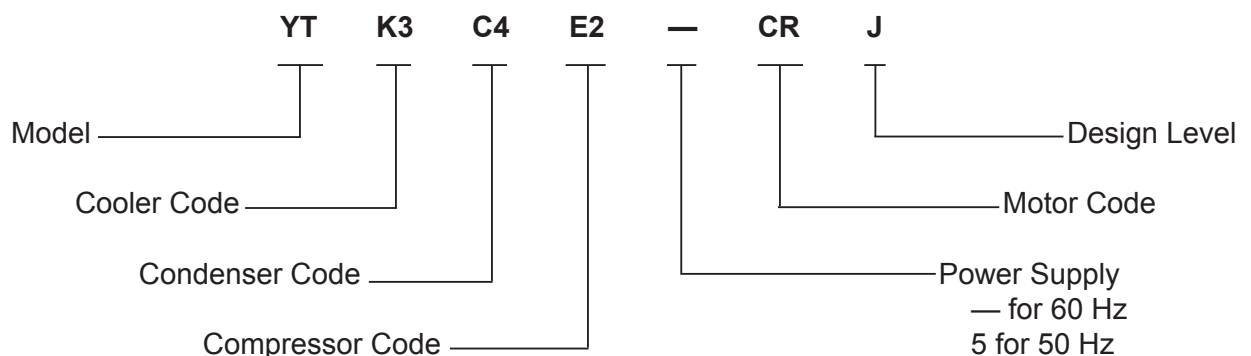 YT K3 C4 E2 — CR J
Model
Design Level
Cooler Code
Motor Code
Condenser Code
Power Supply
— for 60 Hz
5 for 50 Hz
Compressor Code